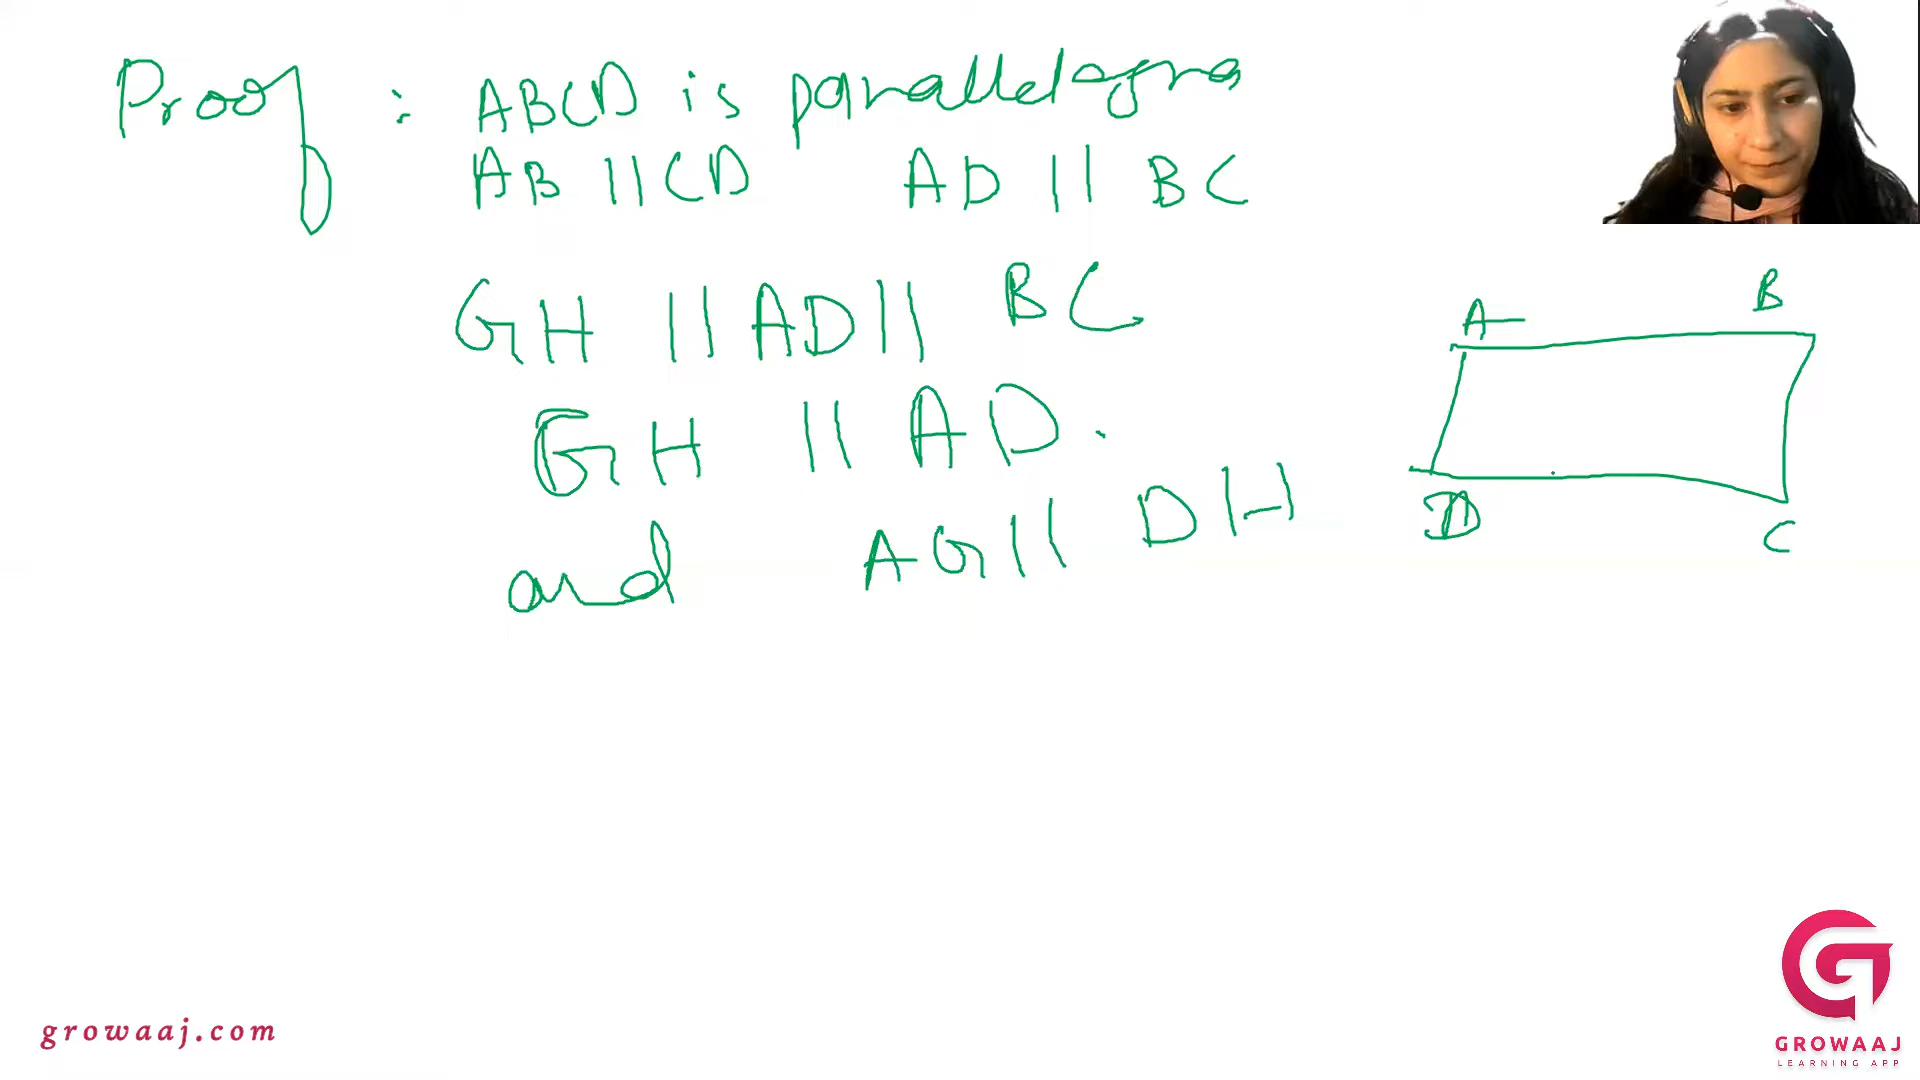 Proof : ABCD is parallelogra
AB || CD AD || BC
GH || AD || BC
GH || AD.
and AG || DH
A B
D C
growaaj.com
GROWAAJ
LEARNING APP